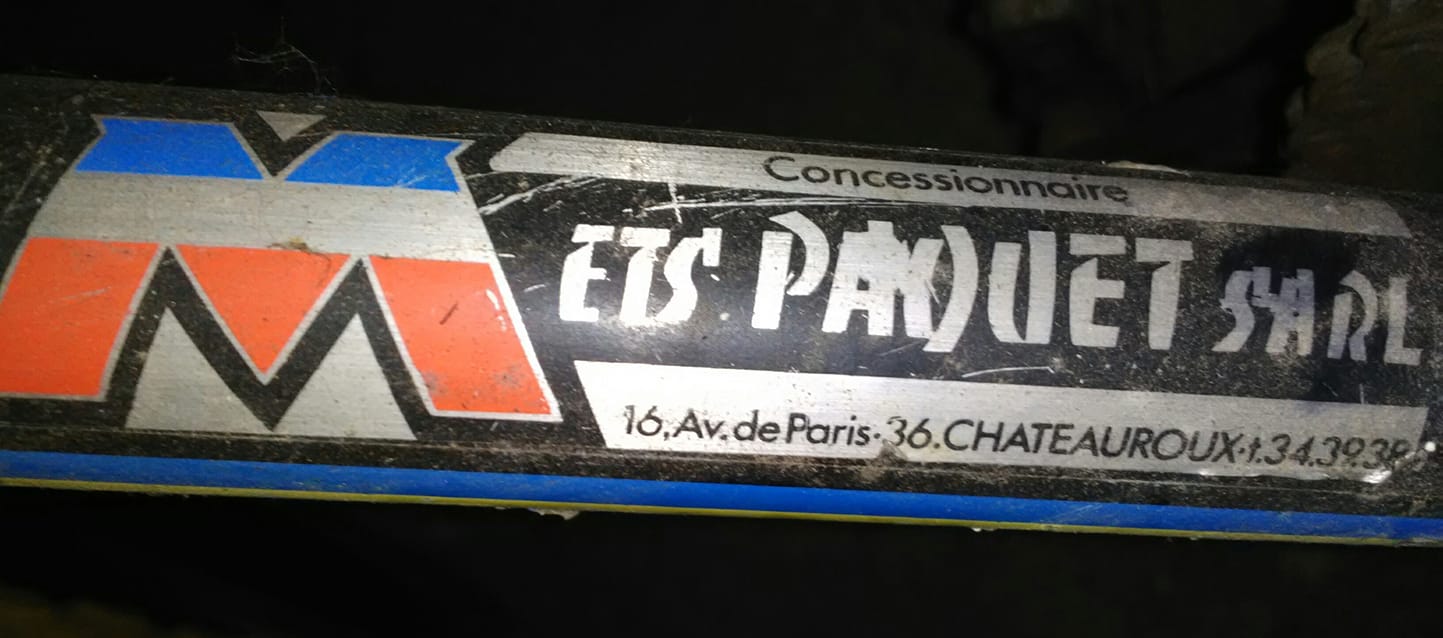 M
Concessionnaire
ETS PAQUET SARL
16, Av. de Paris · 36. CHATEAUROUX · t. 34.39.38